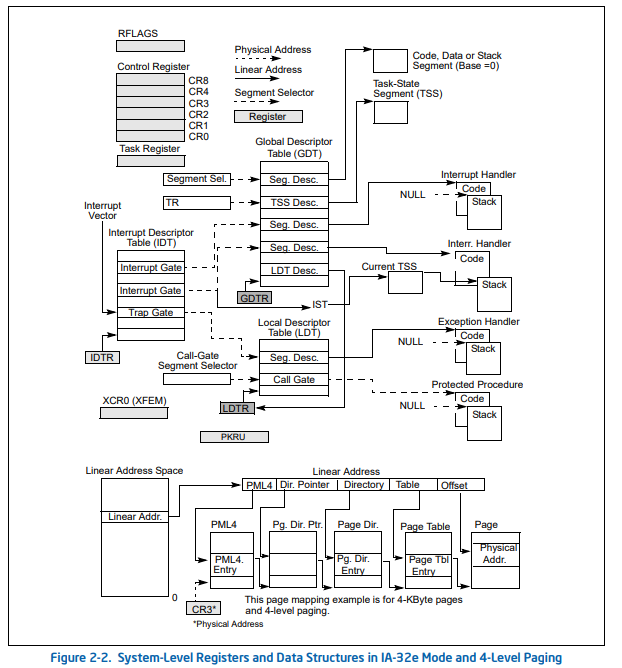 RFLAGS
Control Register
CR8
CR4
CR3
CR2
CR1
CR0
Task Register
Physical Address
Linear Address
Segment Selector
Register
Code, Data or Stack
Segment (Base =0)
Task-State
Segment (TSS)
Global Descriptor
Table (GDT)
Segment Sel.
Seg. Desc.
TR
TSS Desc.
Seg. Desc.
Seg. Desc.
LDT Desc.
GDTR
Interrupt Handler
Code
NULL
Stack
Interrupt
Vector
Interrupt Descriptor
Table (IDT)
Interrupt Gate
Interrupt Gate
Trap Gate
IDTR
Interr. Handler
Code
Current TSS
Stack
IST
Local Descriptor
Table (LDT)
Seg. Desc.
Call Gate
Call-Gate
Segment Selector
LDTR
Exception Handler
Code
NULL
Stack
Protected Procedure
Code
NULL
Stack
XCR0 (XFEM)
PKRU
Linear Address Space
Linear Addr.
0
Linear Address
PML4 Dir. Pointer Directory Table Offset
PML4 Pg. Dir. Ptr. Page Dir. Page Table Page
PML4.
Entry
Pg. Dir.
Entry
Page Tbl
Entry
Physical
Addr.
CR3*
*Physical Address
This page mapping example is for 4-KByte pages
and 4-level paging.
Figure 2-2. System-Level Registers and Data Structures in IA-32e Mode and 4-Level Paging